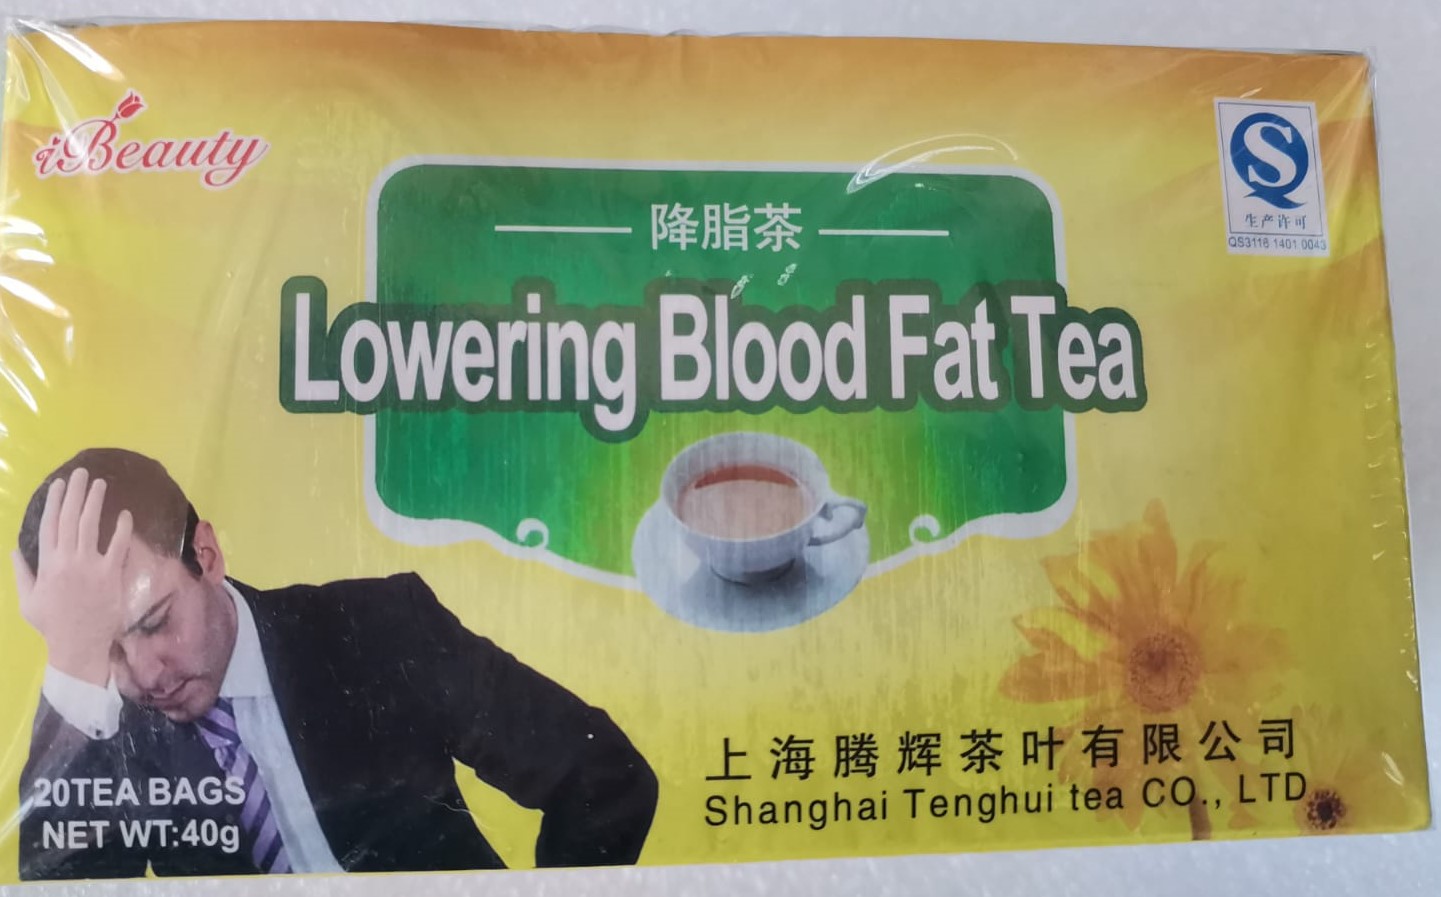 iBeauty
S
生产许可
QS3116 1401 0043
降脂茶
Lowering Blood Fat Tea
上海腾辉茶叶有限公司
Shanghai Tenghui tea CO., LTD
20TEA BAGS
NET WT:40g